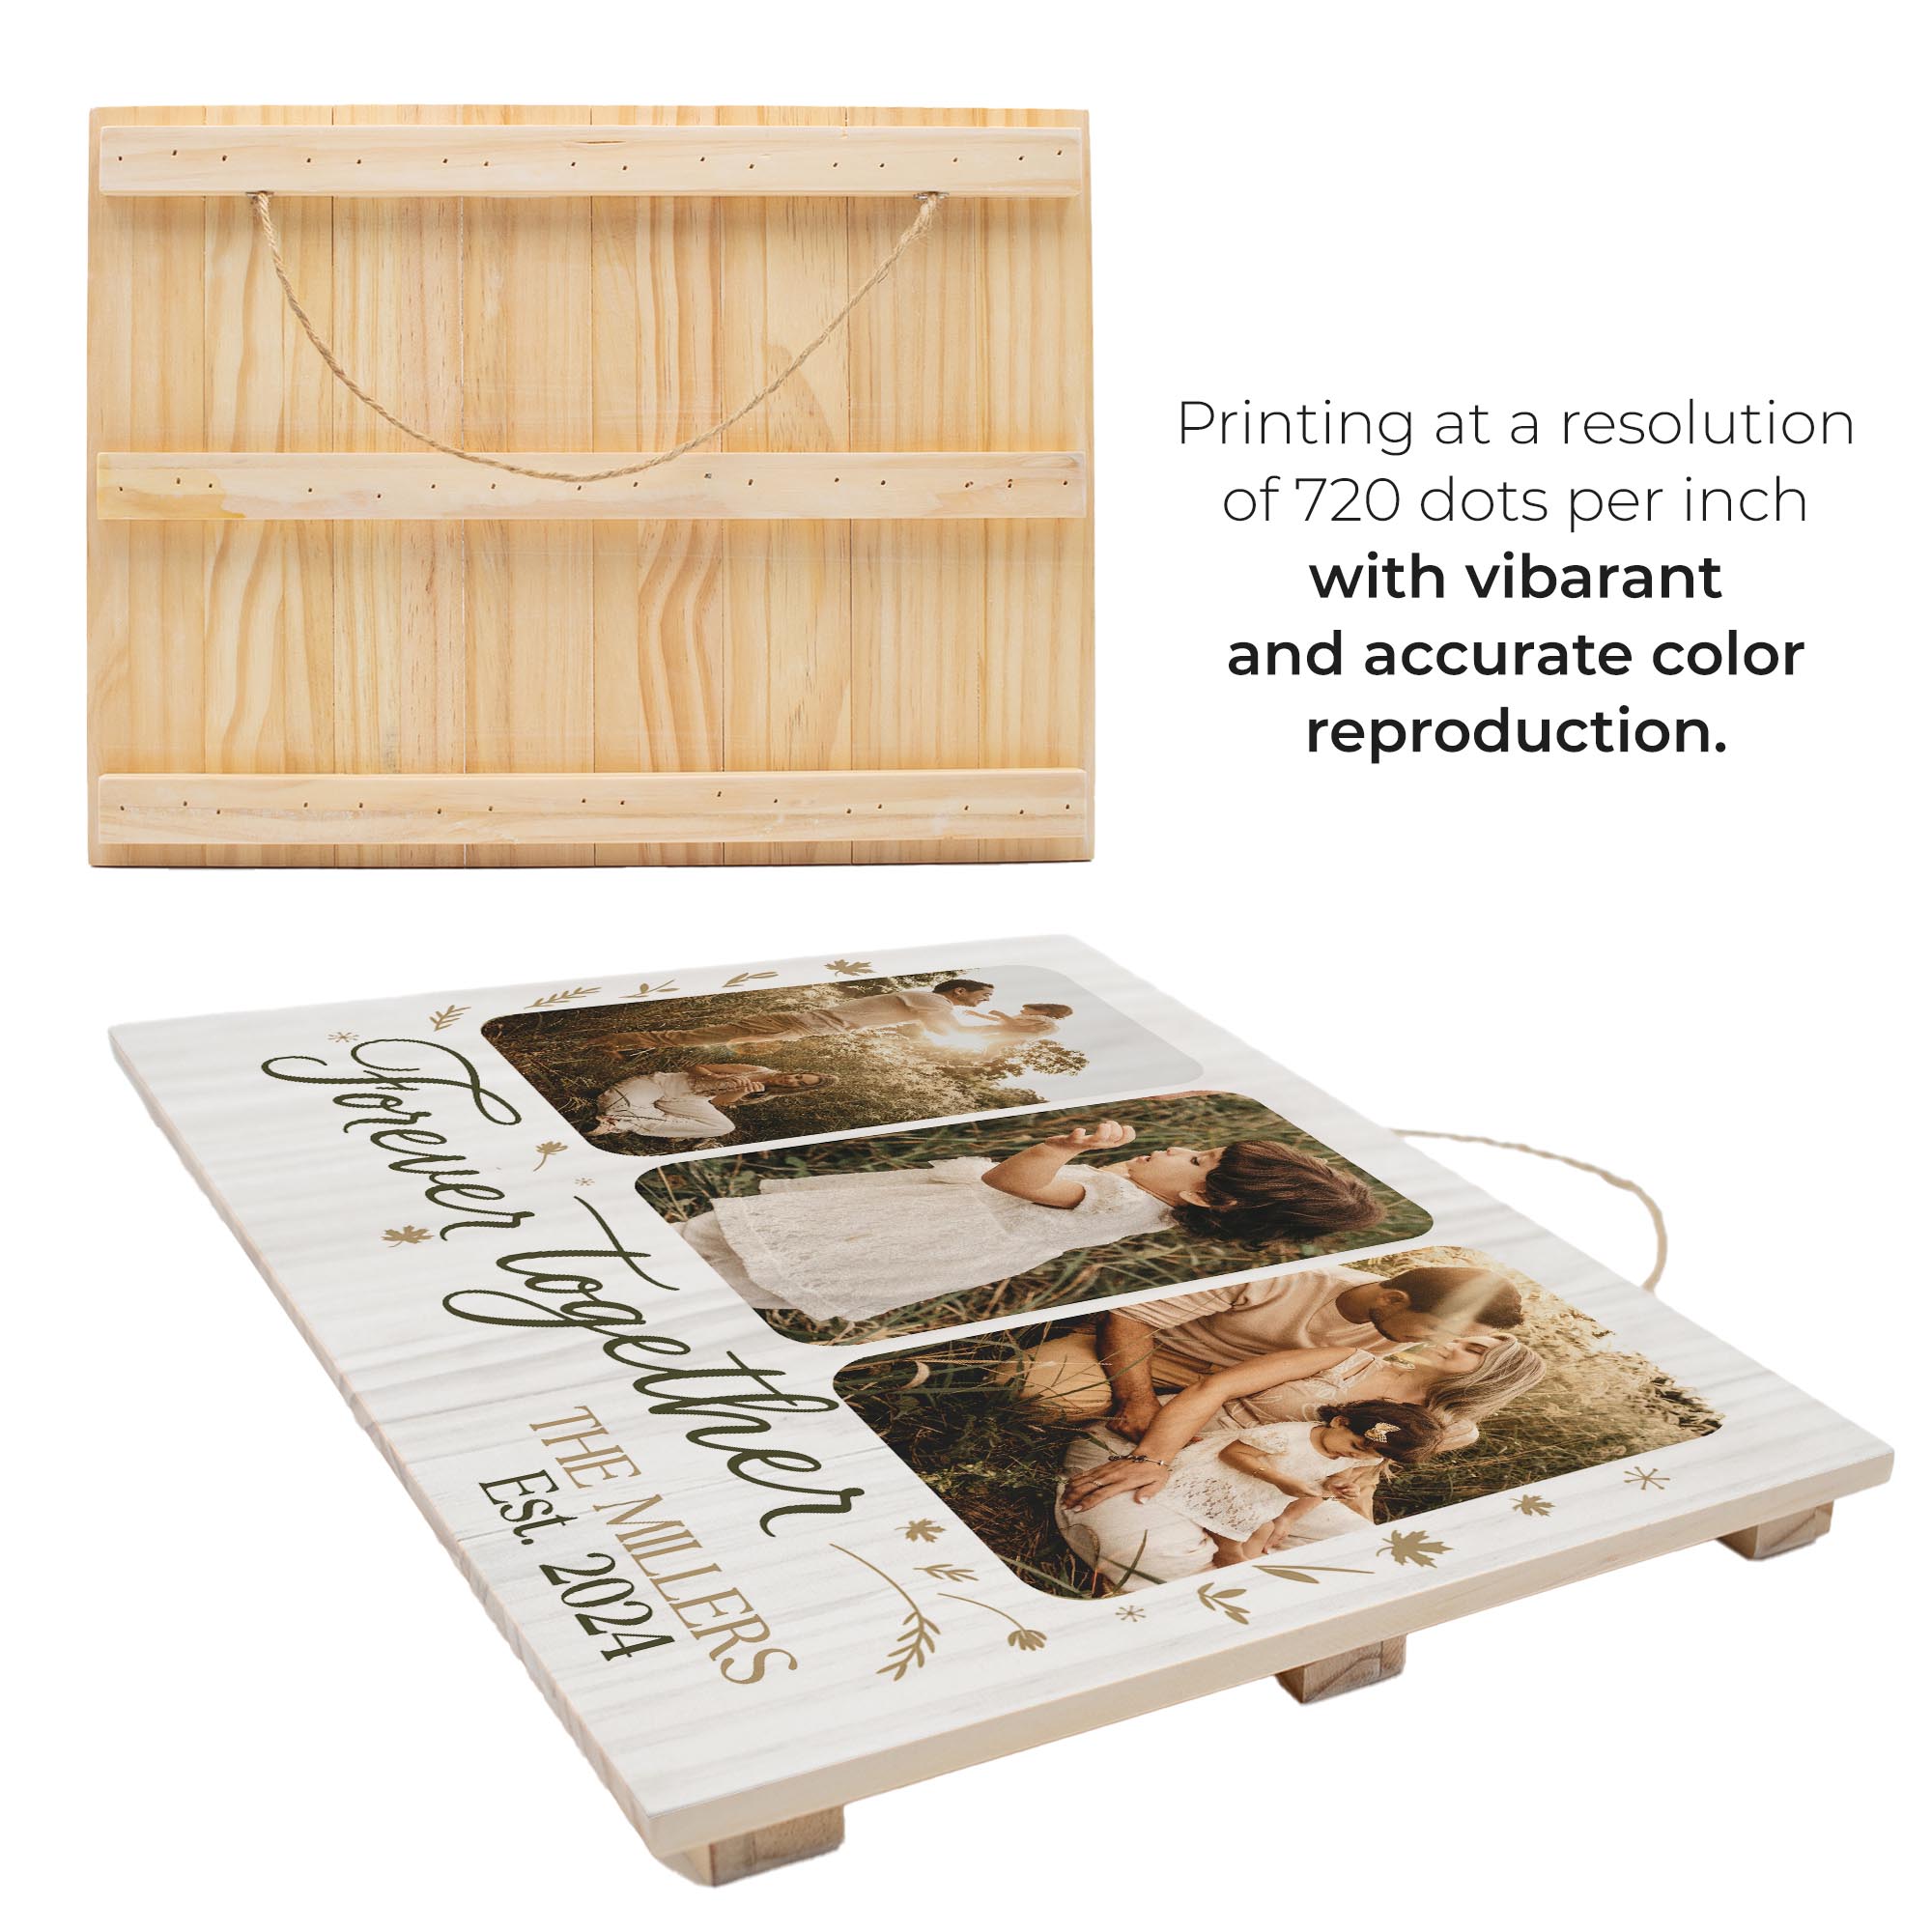 Printing at a resolution
of 720 dots per inch
with vibarant
and accurate color
reproduction.
Forever together
THE MILLERS
Est. 2024